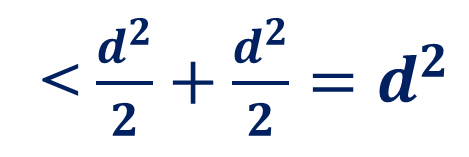 < d²/2 + d²/2 = d²